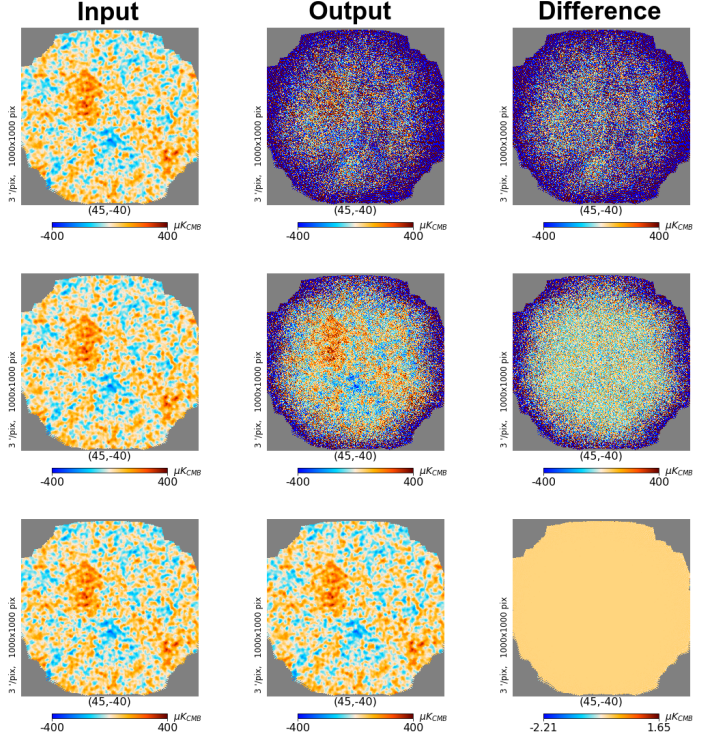 Input Output Difference
3 '/pix, 1000x1000 pix 3 '/pix, 1000x1000 pix 3 '/pix, 1000x1000 pix
(45,-40) (45,-40) (45,-40)
-400 400 μK_CMB -400 400 μK_CMB -400 400 μK_CMB
3 '/pix, 1000x1000 pix 3 '/pix, 1000x1000 pix 3 '/pix, 1000x1000 pix
(45,-40) (45,-40) (45,-40)
-400 400 μK_CMB -400 400 μK_CMB -400 400 μK_CMB
3 '/pix, 1000x1000 pix 3 '/pix, 1000x1000 pix 3 '/pix, 1000x1000 pix
(45,-40) (45,-40) (45,-40)
-400 400 μK_CMB -400 400 μK_CMB -2.21 1.65 μK_CMB